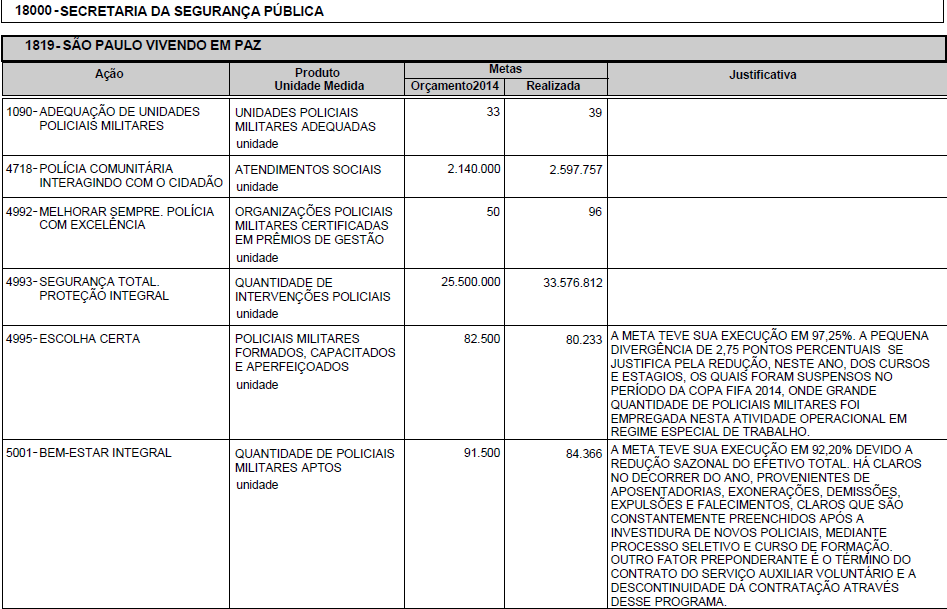 18000 - SECRETARIA DA SEGURANÇA PÚBLICA
1819- SÃO PAULO VIVENDO EM PAZ
Ação
Produto
Unidade Medida
Metas
Orçamento2014
Realizada
Justificativa
1090- ADEQUAÇÃO DE UNIDADES
POLICIAIS MILITARES
UNIDADES POLICIAIS
MILITARES ADEQUADAS
unidade
33
39
4718- POLÍCIA COMUNITÁRIA
INTERAGINDO COM O CIDADÃO
ATENDIMENTOS SOCIAIS
unidade
2.140.000
2.597.757
4992- MELHORAR SEMPRE. POLÍCIA
COM EXCELÊNCIA
ORGANIZAÇÕES POLICIAIS
MILITARES CERTIFICADAS
EM PRÊMIOS DE GESTÃO
unidade
50
96
4993- SEGURANÇA TOTAL.
PROTEÇÃO INTEGRAL
QUANTIDADE DE
INTERVENÇÕES POLICIAIS
unidade
25.500.000
33.576.812
4995- ESCOLHA CERTA
POLICIAIS MILITARES
FORMADOS, CAPACITADOS
E APERFEIÇOADOS
unidade
82.500
80.233
A META TEVE SUA EXECUÇÃO EM 97,25%. A PEQUENA
DIVERGÊNCIA DE 2,75 PONTOS PERCENTUAIS SE
JUSTIFICA PELA REDUÇÃO, NESTE ANO, DOS CURSOS
E ESTAGIOS, OS QUAIS FORAM SUSPENSOS NO
PERÍODO DA COPA FIFA 2014, ONDE GRANDE
QUANTIDADE DE POLICIAIS MILITARES FOI
EMPREGADA NESTA ATIVIDADE OPERACIONAL EM
REGIME ESPECIAL DE TRABALHO.
5001- BEM-ESTAR INTEGRAL
QUANTIDADE DE POLICIAIS
MILITARES APTOS
unidade
91.500
84.366
A META TEVE SUA EXECUÇÃO EM 92,20% DEVIDO A
REDUÇÃO SAZONAL DO EFETIVO TOTAL. HÁ CLAROS
NO DECORRER DO ANO, PROVENIENTES DE
APOSENTADORIAS, EXONERAÇÕES, DEMISSÕES,
EXPULSÕES E FALECIMENTOS, CLAROS QUE SÃO
CONSTANTEMENTE PREENCHIDOS APÓS A
INVESTIDURA DE NOVOS POLICIAIS, MEDIANTE
PROCESSO SELETIVO E CURSO DE FORMAÇÃO.
OUTRO FATOR PREPONDERANTE É O TÉRMINO DO
CONTRATO DO SERVIÇO AUXILIAR VOLUNTÁRIO E A
DESCONTINUIDADE DA CONTRATAÇÃO ATRAVÉS
DESSE PROGRAMA.